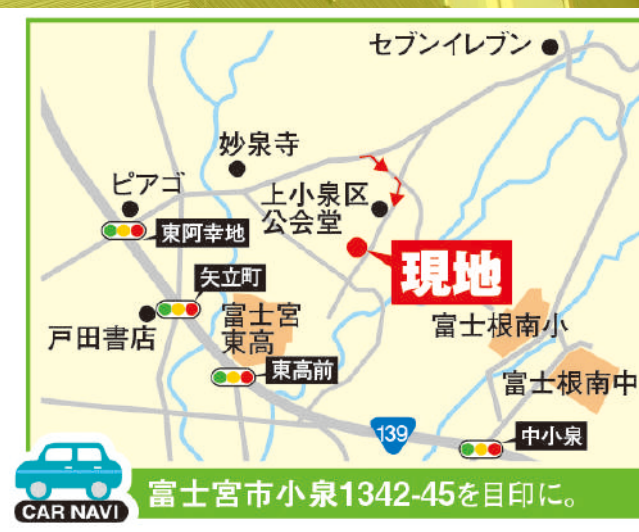 セブンイレブン
妙泉寺
ピアゴ
上小泉区
公会堂
東阿幸地
現地
矢立町
戸田書店
富士宮
東高
富士根南小
東高前
富士根南中
139
中小泉
CAR NAVI
富士宮市小泉1342-45を目印に。